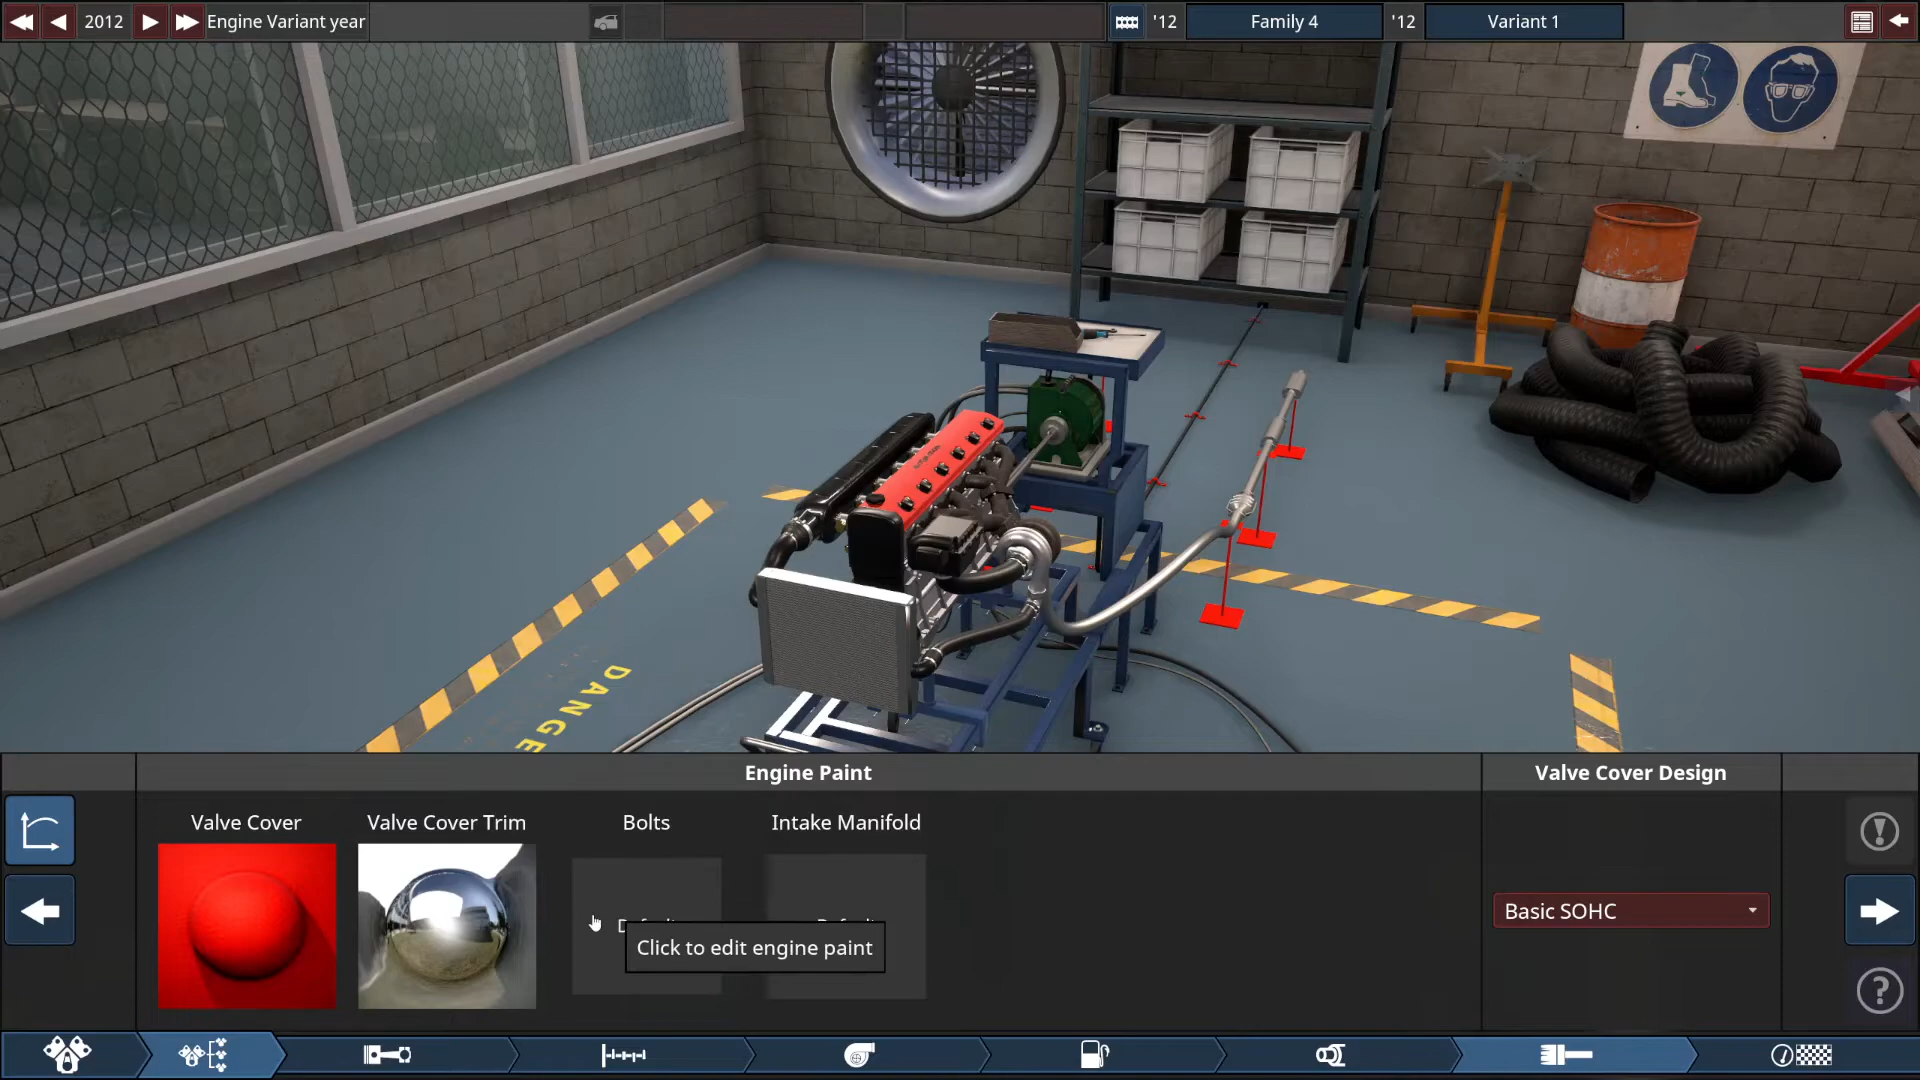 2012
Engine Variant year
'12
Family 4
'12
Variant 1
DANGE
Engine Paint
Valve Cover Design
Valve Cover
Valve Cover Trim
Bolts
Intake Manifold
Basic SOHC
Click to edit engine paint